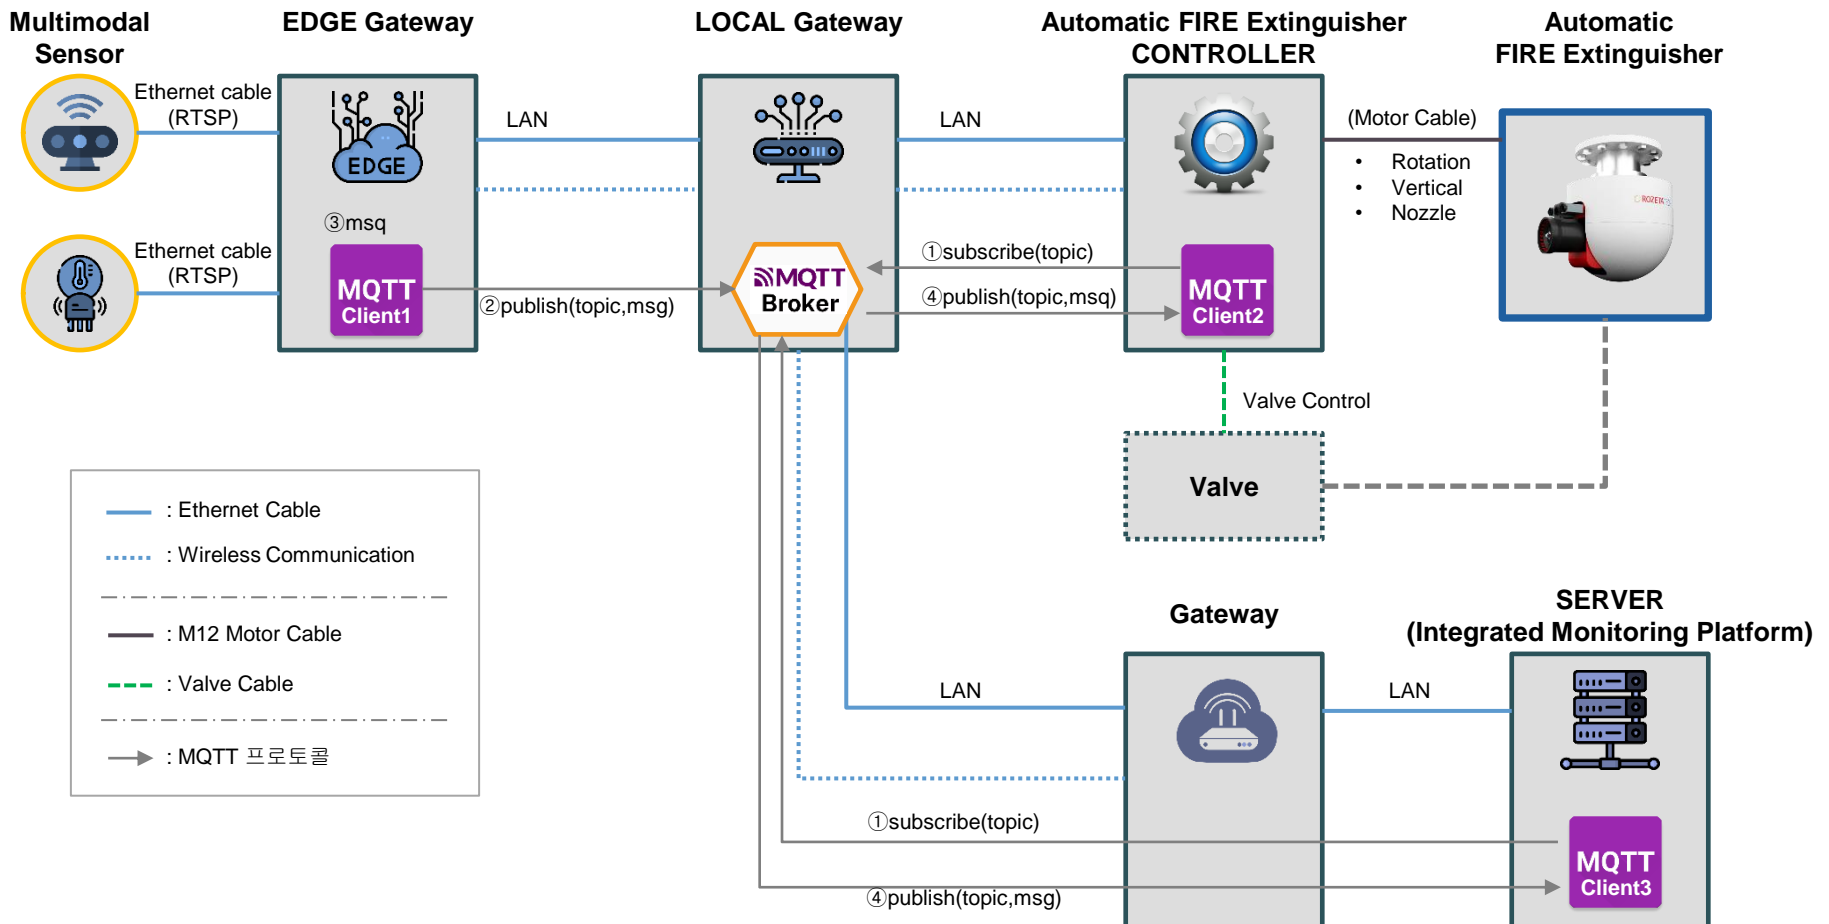 Multimodal
Sensor
EDGE Gateway
LOCAL Gateway
Automatic FIRE Extinguisher
CONTROLLER
Automatic
FIRE Extinguisher
Ethernet cable
(RTSP)
EDGE
LAN
LAN
(Motor Cable)
• Rotation
• Vertical
• Nozzle
ROZETA
③msq
Ethernet cable
(RTSP)
MQTT
Client1
②publish(topic,msg)
MQTT
Broker
①subscribe(topic)
④publish(topic,msq)
MQTT
Client2
Valve Control
Valve
: Ethernet Cable
: Wireless Communication
: M12 Motor Cable
: Valve Cable
: MQTT 프로토콜
Gateway
SERVER
(Integrated Monitoring Platform)
LAN
LAN
①subscribe(topic)
④publish(topic,msg)
MQTT
Client3